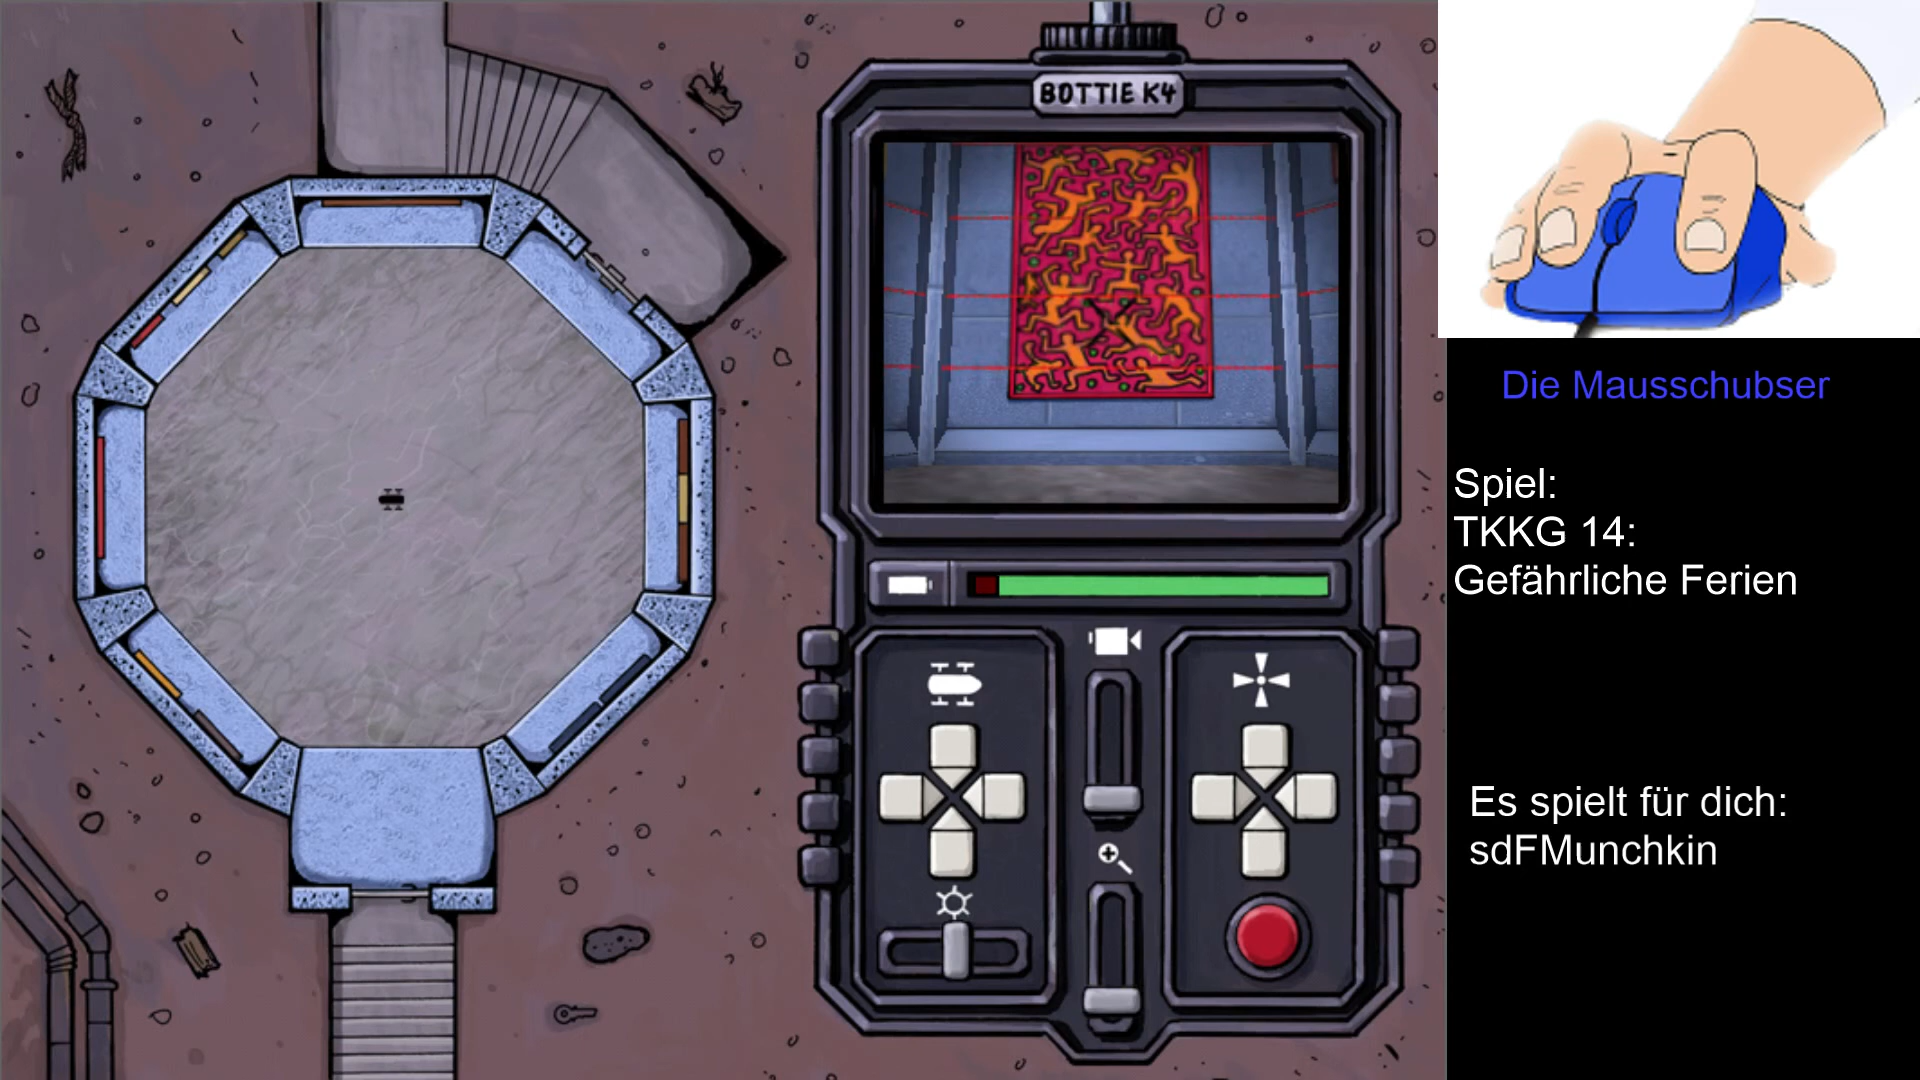 BOTTIE K4
Die Mausschubser
Spiel:
TKKG 14:
Gefährliche Ferien
Es spielt für dich:
sdFMunchkin